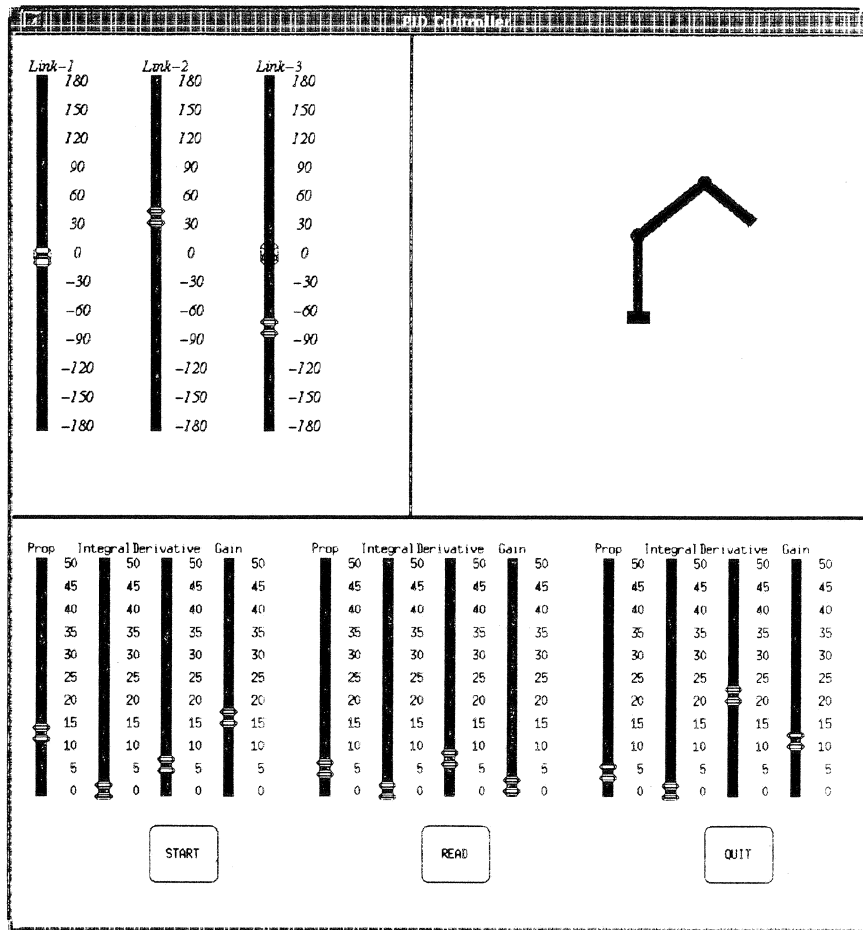 PID Controller
Link-1 Link-2 Link-3
180 180 180
150 150 150
120 120 120
90 90 90
60 60 60
30 30 30
0 0 0
-30 -30 -30
-60 -60 -60
-90 -90 -90
-120 -120 -120
-150 -150 -150
-180 -180 -180
Prop Integral Derivative Gain Prop Integral Derivative Gain Prop Integral Derivative Gain
50 50 50 50 50 50 50 50 50 50 50 50
45 45 45 45 45 45 45 45 45 45 45 45
40 40 40 40 40 40 40 40 40 40 40 40
35 35 35 35 35 35 35 35 35 35 35 35
30 30 30 30 30 30 30 30 30 30 30 30
25 25 25 25 25 25 25 25 25 25 25 25
20 20 20 20 20 20 20 20 20 20 20 20
15 15 15 15 15 15 15 15 15 15 15 15
10 10 10 10 10 10 10 10 10 10 10 10
5 5 5 5 5 5 5 5 5 5 5 5
0 0 0 0 0 0 0 0 0 0 0 0
START READ QUIT